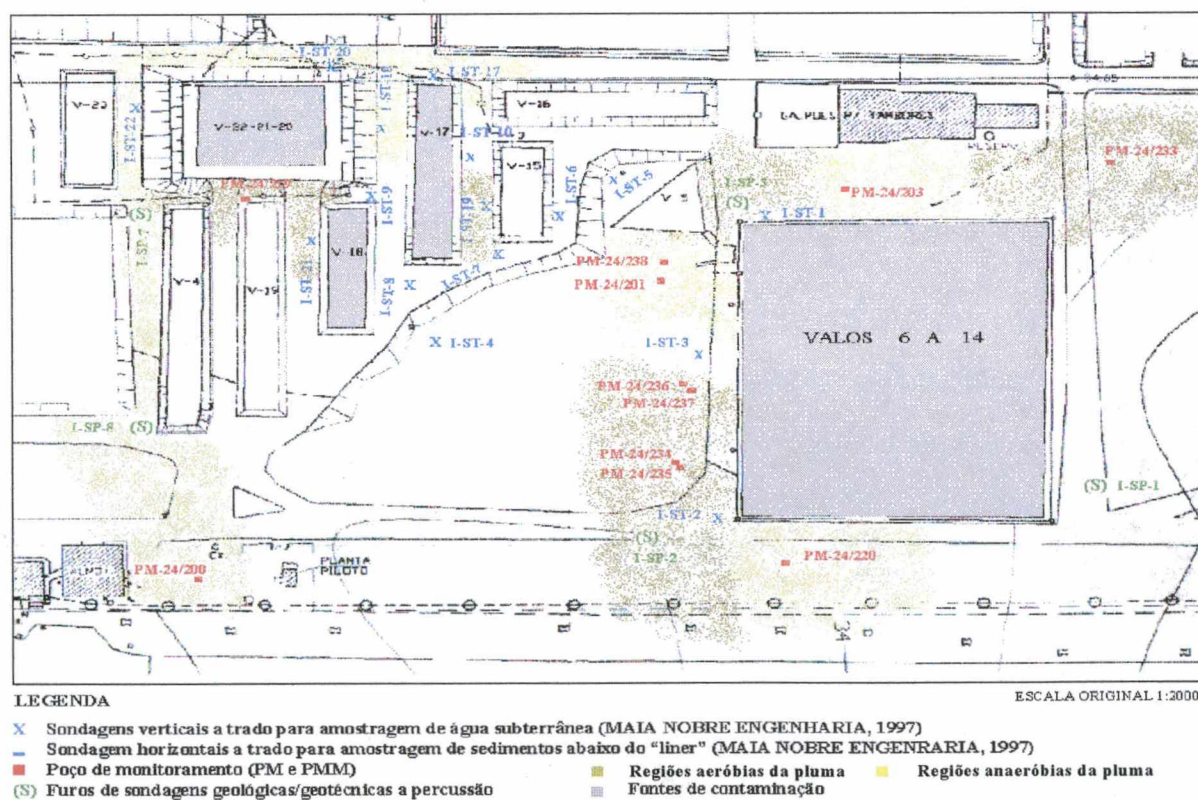 I-ST-20
I-ST-18
I-ST-17
V-16
I-ST-22
V-17
I-ST-10
V-15
I-ST-6
I-ST-5
I-SP-3
(S)
PM-24/203
PM-24/233
I-ST-1
I-ST-9
I-ST-19
(S)
I-SP-7
V-4
V-19
I-ST-21
V-18
I-ST-8
I-ST-7
PM-24/238
PM-24/201
I-ST-4
I-ST-3
VALOS 6 A 14
PM-24/236
PM-24/237
I-SP-8 (S)
PM-24/234
PM-24/235
(S) I-SP-1
I-ST-2
(S)
I-SP-2
PM-24/208
PLANTA
PILOTO
PM-24/220
34
LEGENDA
ESCALA ORIGINAL 1:2000
X Sondagens verticais a trado para amostragem de água subterrânea (MAIA NOBRE ENGENHARIA, 1997)
Sondagem horizontais a trado para amostragem de sedimentos abaixo do "liner" (MAIA NOBRE ENGENRARIA, 1997)
Poço de monitoramento (PM e PMM)
Regiões aeróbias da pluma
Regiões anaeróbias da pluma
(S) Furos de sondagens geológicas/geotécnicas a percussão
Fontes de contaminação